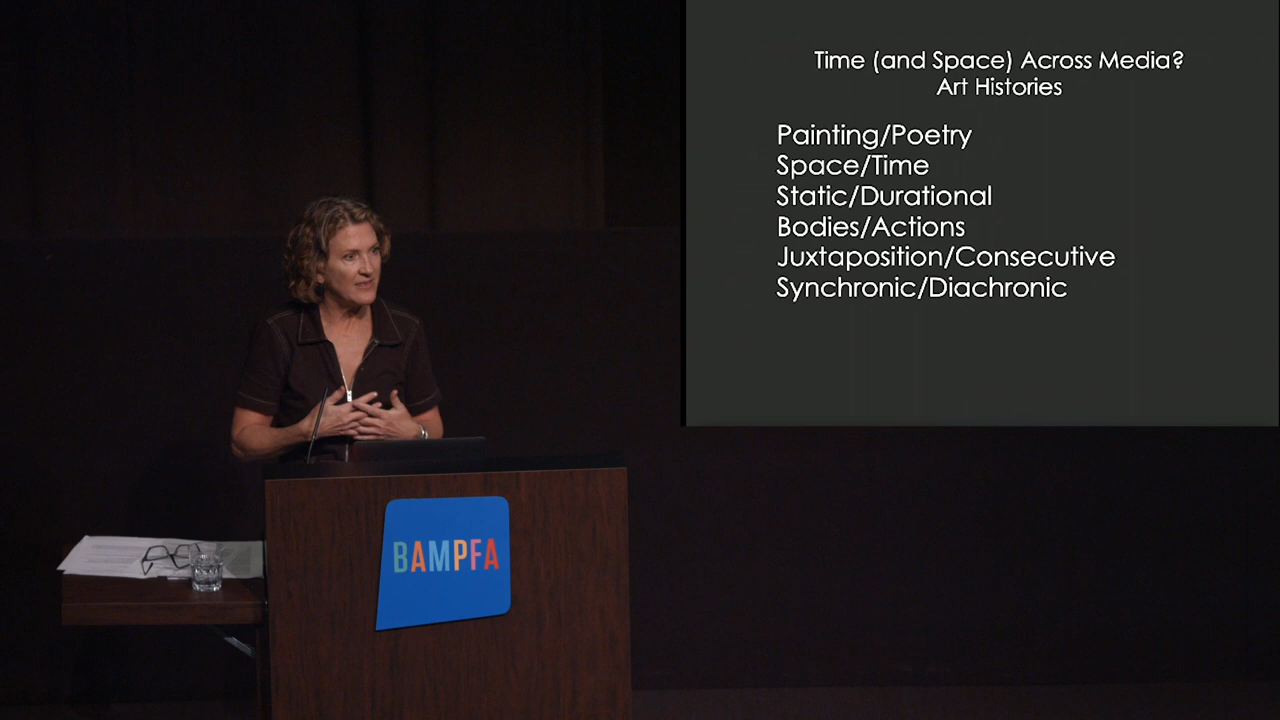 Time (and Space) Across Media?
Art Histories
Painting/Poetry
Space/Time
Static/Durational
Bodies/Actions
Juxtaposition/Consecutive
Synchronic/Diachronic
BAMPFA